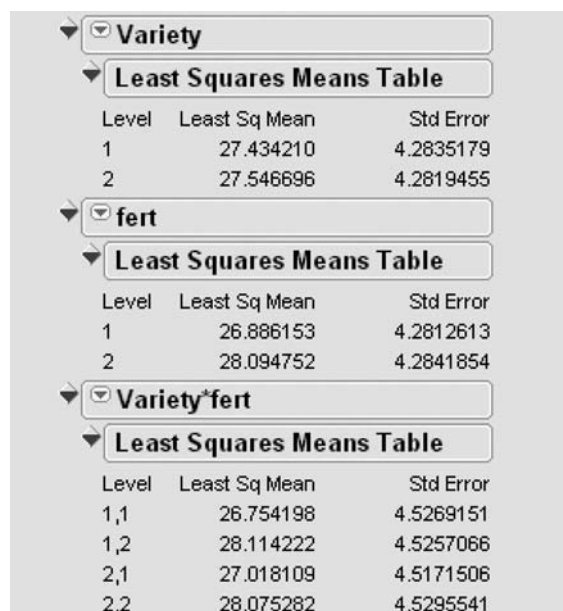 Variety
Least Squares Means Table
Level Least Sq Mean Std Error
1 27.434210 4.2835179
2 27.546696 4.2819455
fert
Least Squares Means Table
Level Least Sq Mean Std Error
1 26.886153 4.2812613
2 28.094752 4.2841854
Variety*fert
Least Squares Means Table
Level Least Sq Mean Std Error
1,1 26.754198 4.5269151
1,2 28.114222 4.5257066
2,1 27.018109 4.5171506
2,2 28.075282 4.5295541